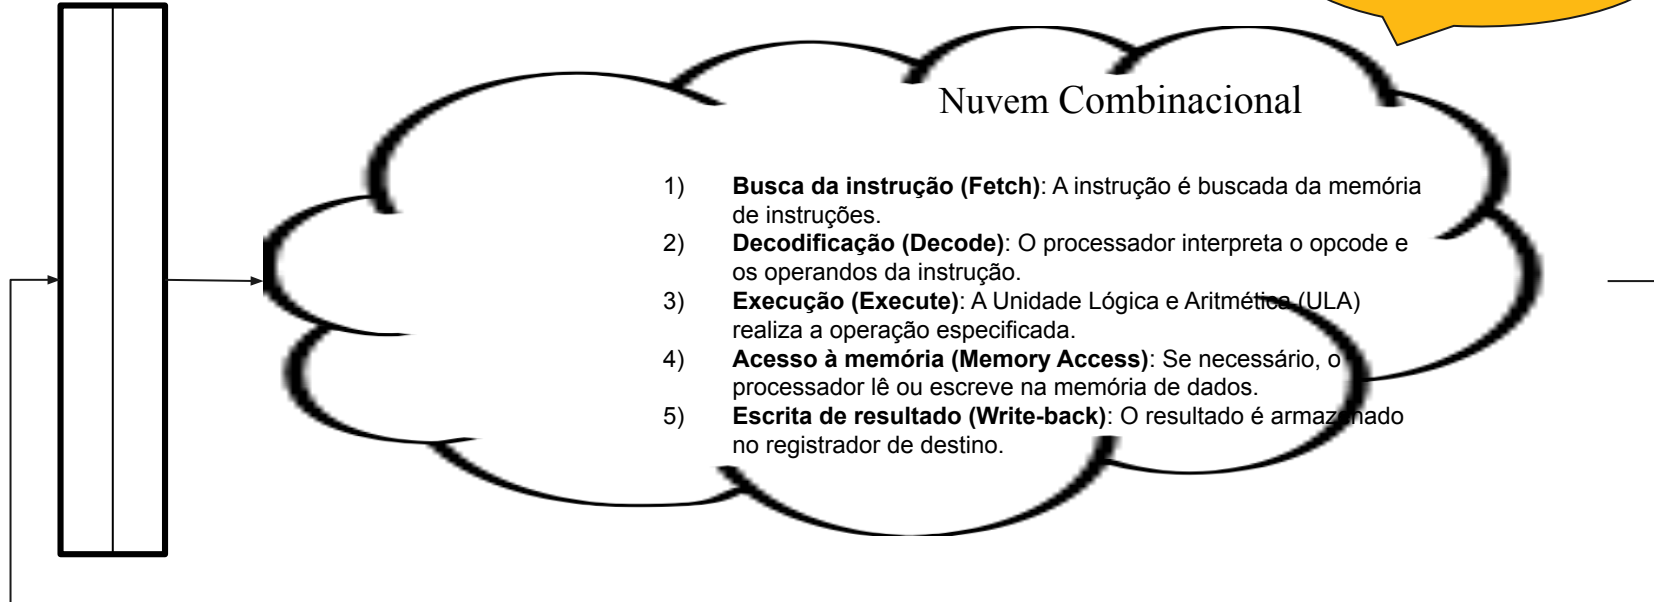 Nuvem Combinacional
1) Busca da instrução (Fetch): A instrução é buscada da memória
de instruções.
2) Decodificação (Decode): O processador interpreta o opcode e
os operandos da instrução.
3) Execução (Execute): A Unidade Lógica e Aritmética (ULA)
realiza a operação especificada.
4) Acesso à memória (Memory Access): Se necessário, o
processador lê ou escreve na memória de dados.
5) Escrita de resultado (Write-back): O resultado é armazenado
no registrador de destino.